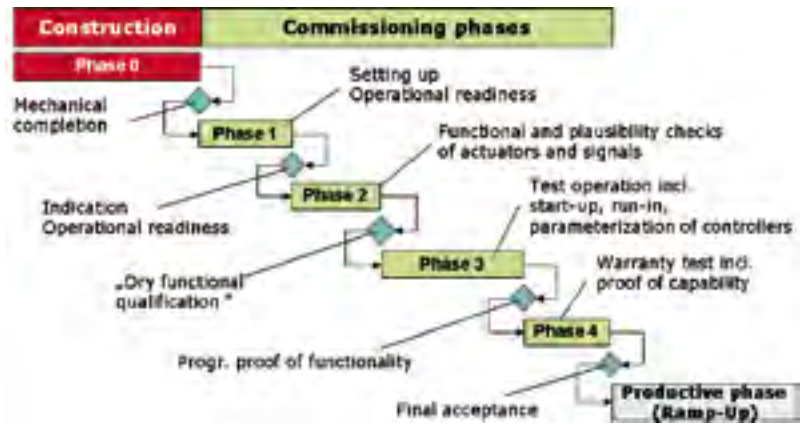 Construction
Commissioning phases
Phase 0
Setting up
Operational readiness
Mechanical
completion
Phase 1
Functional and plausibility checks
of actuators and signals
Phase 2
Indication
Operational readiness
Test operation incl.
start-up, run-in,
parameterization of controllers
Phase 3
„Dry functional
qualification “
Warranty test incl.
proof of capability
Phase 4
Progr. proof of functionality
Final acceptance
Productive phase
(Ramp-Up)